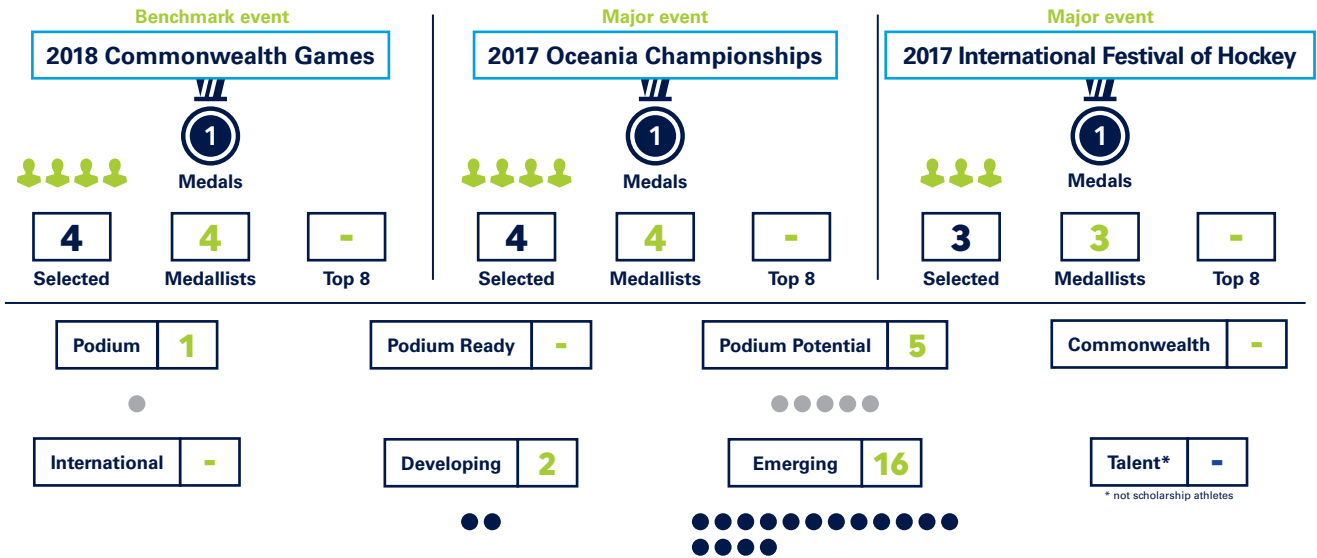 Benchmark event
2018 Commonwealth Games
1
Medals
4
Selected
4
Medallists
-
Top 8
Major event
2017 Oceania Championships
1
Medals
4
Selected
4
Medallists
-
Top 8
Major event
2017 International Festival of Hockey
1
Medals
3
Selected
3
Medallists
-
Top 8
Podium 1
Podium Ready -
Podium Potential 5
Commonwealth -
International -
Developing 2
Emerging 16
Talent* -
* not scholarship athletes